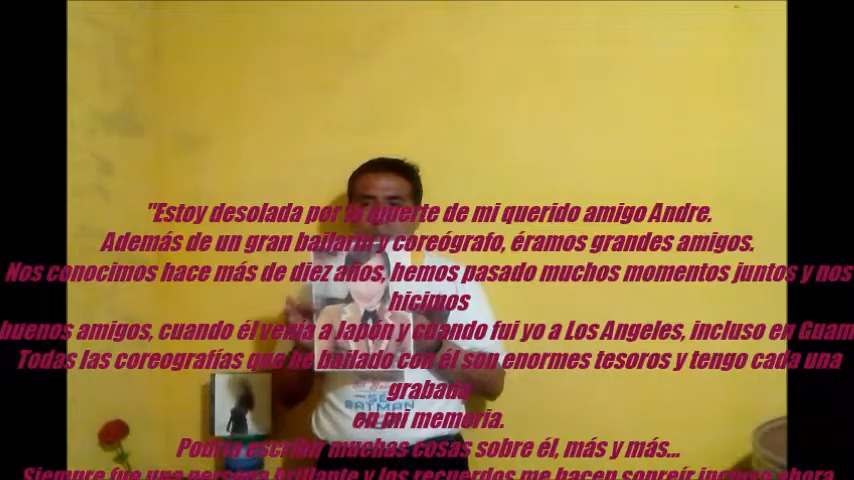 "Estoy desolada por la muerte de mi querido amigo Andre.
Además de un gran bailarín y coreógrafo, éramos grandes amigos.
Nos conocimos hace más de diez años, hemos pasado muchos momentos juntos y nos
hicimos
buenos amigos, cuando él venía a Japón y cuando fui yo a Los Angeles, incluso en Guam
Todas las coreografías que he bailado con él son enormes tesoros y tengo cada una
grabada
en mi memoria.
Podría escribir muchas cosas sobre él, más y más...
Siempre fue una persona brillante y los recuerdos me hacen sonreír incluso ahora
BATMAN